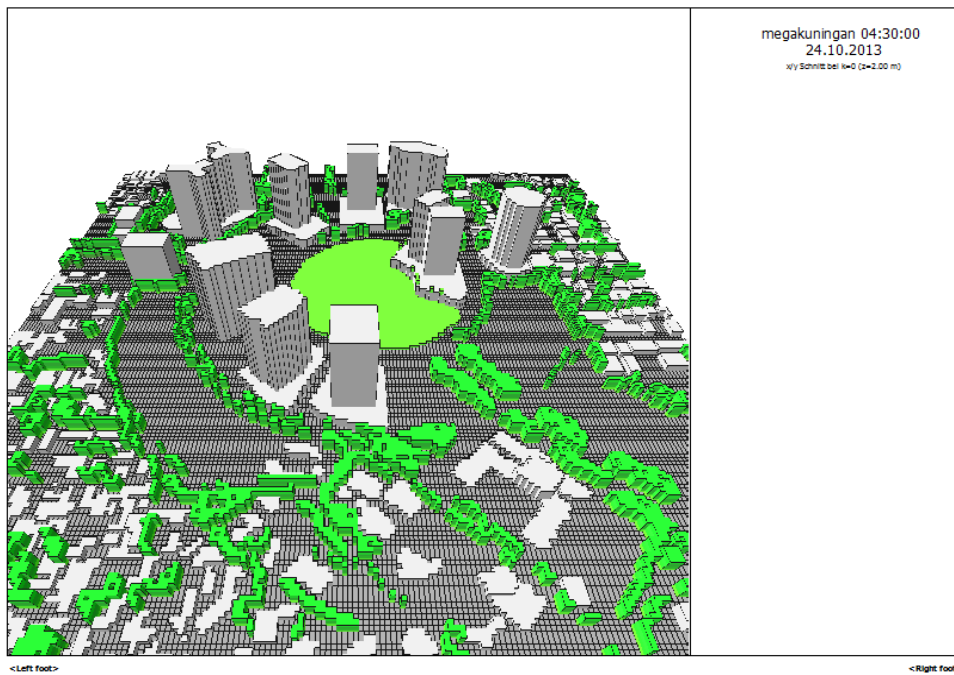 megakuningan 04:30:00
24.10.2013
x/y Schnitt bei k=0 (z=2.00 m)
<Left foot>
<Right foot